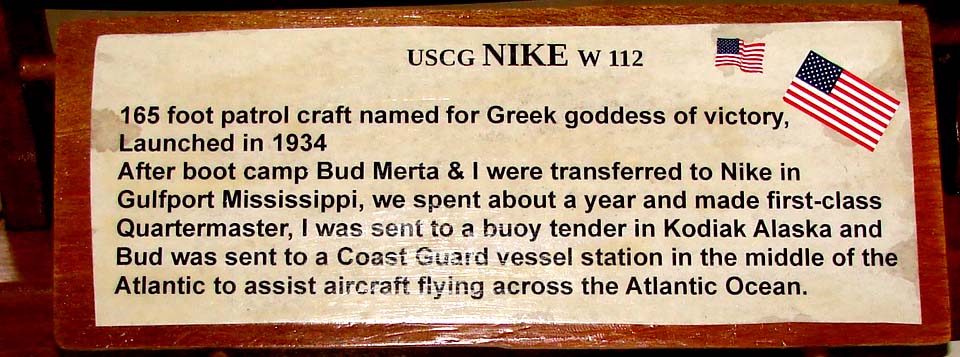 USCG NIKE W 112
165 foot patrol craft named for Greek goddess of victory,
Launched in 1934
After boot camp Bud Merta & I were transferred to Nike in
Gulfport Mississippi, we spent about a year and made first-class
Quartermaster, I was sent to a buoy tender in Kodiak Alaska and
Bud was sent to a Coast Guard vessel station in the middle of the
Atlantic to assist aircraft flying across the Atlantic Ocean.